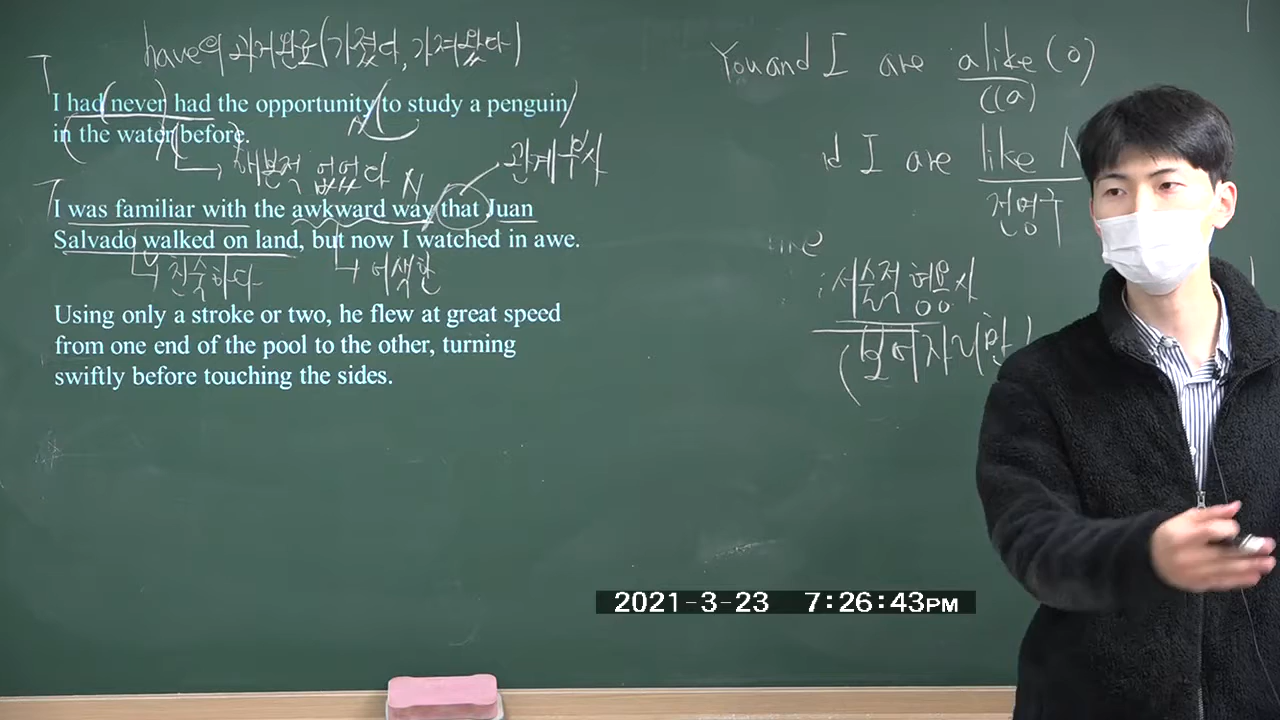 have의 과거완료(가졌다, 가져왔다)
I had never had the opportunity to study a penguin
in the water before.
해본적 없었다
관계부사
N
I was familiar with the awkward way that Juan
Salvado walked on land, but now I watched in awe.
친숙하다
어색한
Using only a stroke or two, he flew at great speed
from one end of the pool to the other, turning
swiftly before touching the sides.
You and I are alike (o)
I are like N
전명구
서술적 형용사
2021-3-23 7:26:43PM